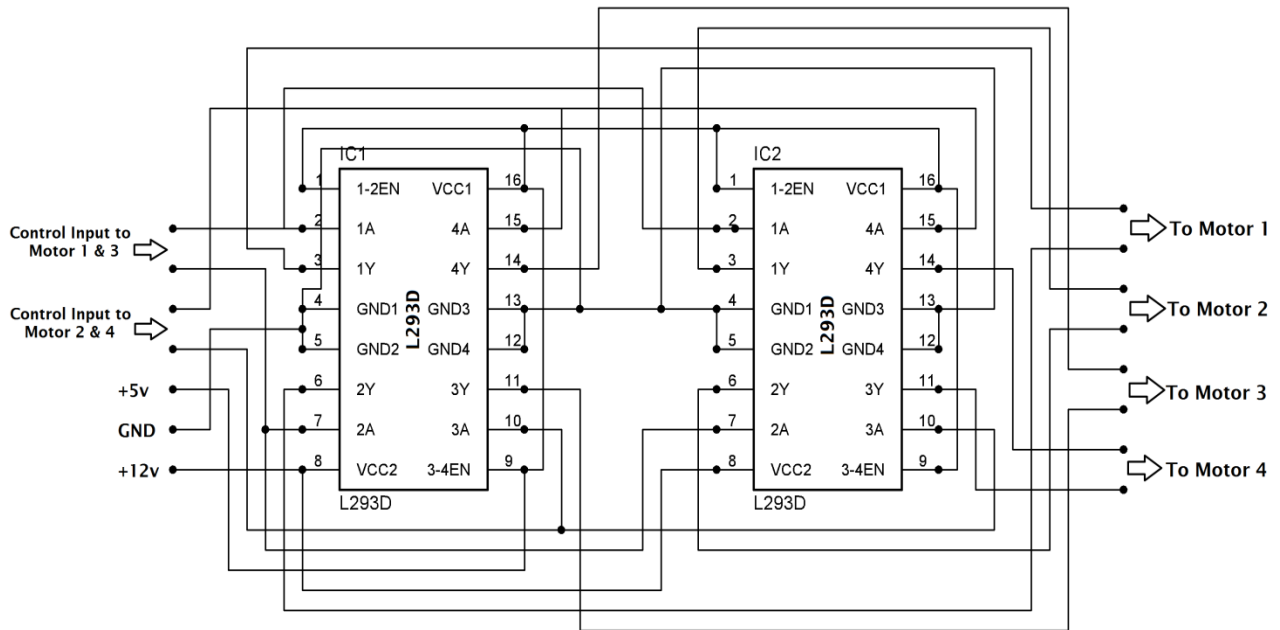 IC1
1 1-2EN VCC1 16
2 1A 4A 15
3 1Y 4Y 14
4 GND1 GND3 13
5 GND2 GND4 12
6 2Y 3Y 11
7 2A 3A 10
8 VCC2 3-4EN 9
L293D
L293D
IC2
1 1-2EN VCC1 16
2 1A 4A 15
3 1Y 4Y 14
4 GND1 GND3 13
5 GND2 GND4 12
6 2Y 3Y 11
7 2A 3A 10
8 VCC2 3-4EN 9
L293D
L293D
Control Input to
Motor 1 & 3
Control Input to
Motor 2 & 4
+5v
GND
+12v
To Motor 1
To Motor 2
To Motor 3
To Motor 4